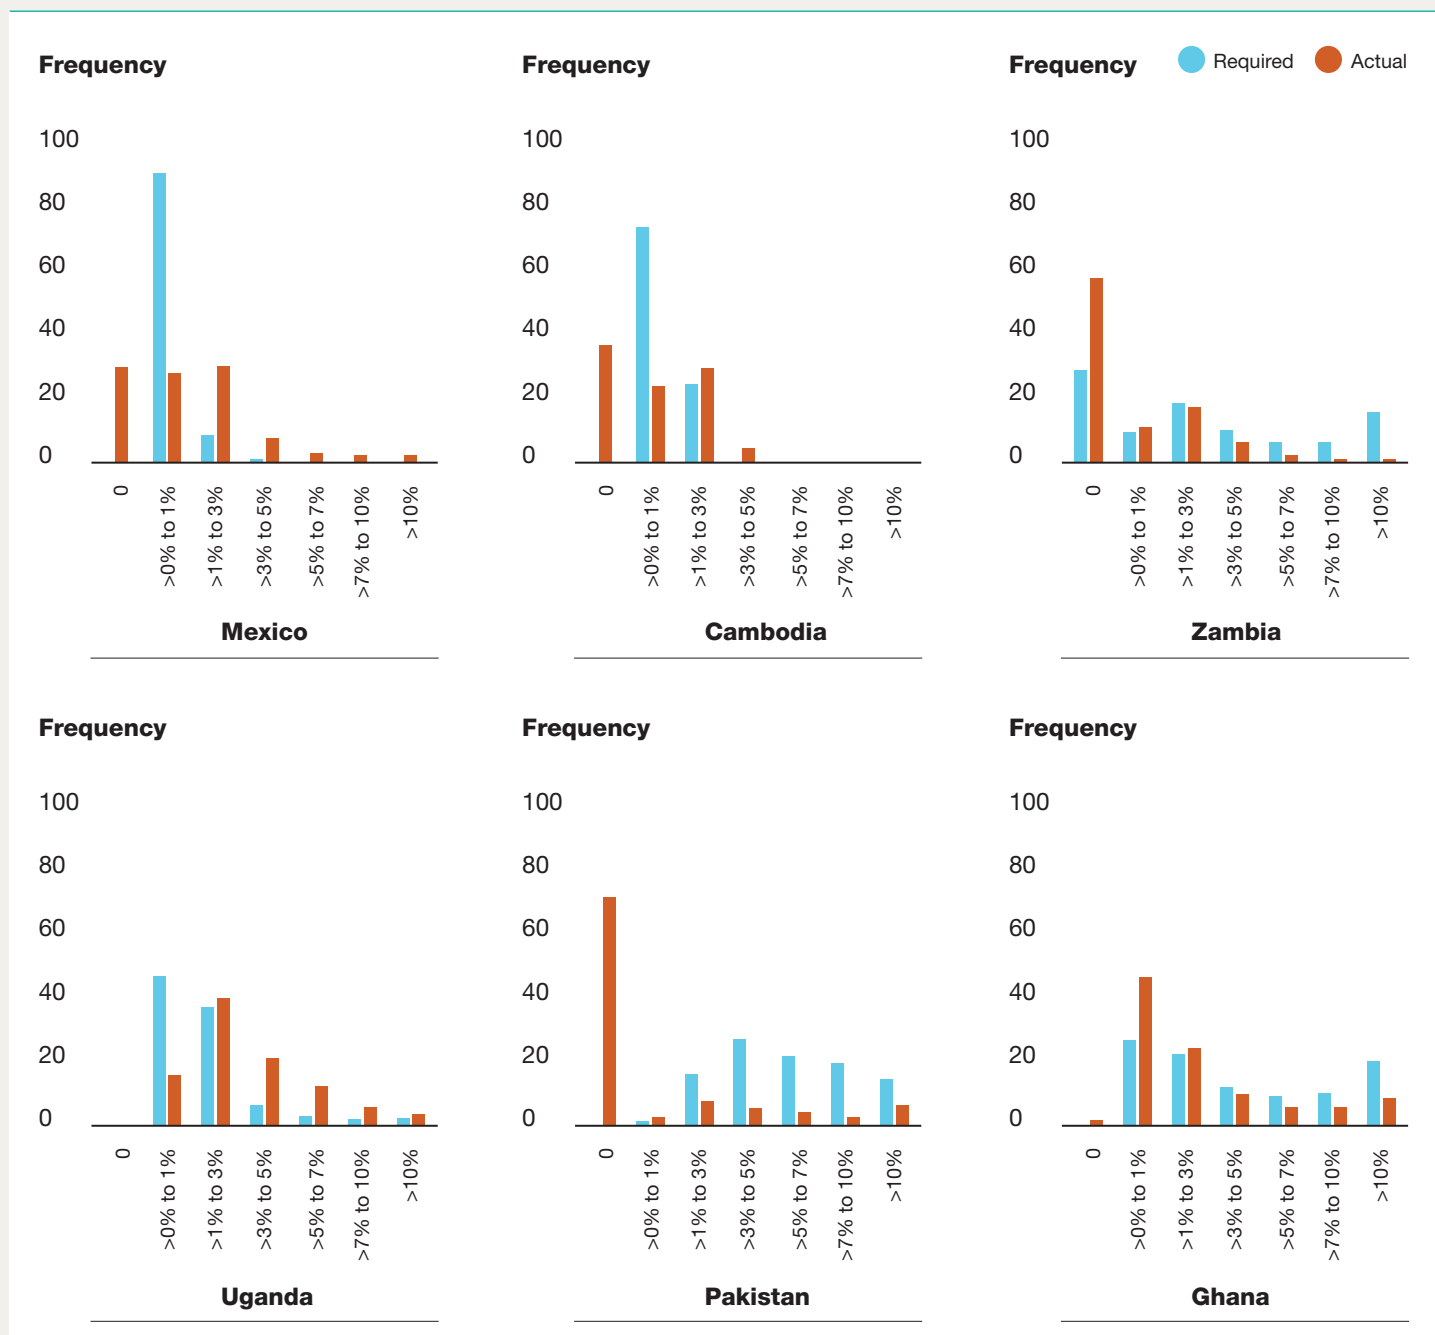 Frequency
100
80
60
40
20
0
0
>0% to 1%
>1% to 3%
>3% to 5%
>5% to 7%
>7% to 10%
>10%
Mexico
Frequency
100
80
60
40
20
0
0
>0% to 1%
>1% to 3%
>3% to 5%
>5% to 7%
>7% to 10%
>10%
Cambodia
Frequency
Required
Actual
100
80
60
40
20
0
0
>0% to 1%
>1% to 3%
>3% to 5%
>5% to 7%
>7% to 10%
>10%
Zambia
Frequency
100
80
60
40
20
0
0
>0% to 1%
>1% to 3%
>3% to 5%
>5% to 7%
>7% to 10%
>10%
Uganda
Frequency
100
80
60
40
20
0
0
>0% to 1%
>1% to 3%
>3% to 5%
>5% to 7%
>7% to 10%
>10%
Pakistan
Frequency
100
80
60
40
20
0
0
>0% to 1%
>1% to 3%
>3% to 5%
>5% to 7%
>7% to 10%
>10%
Ghana